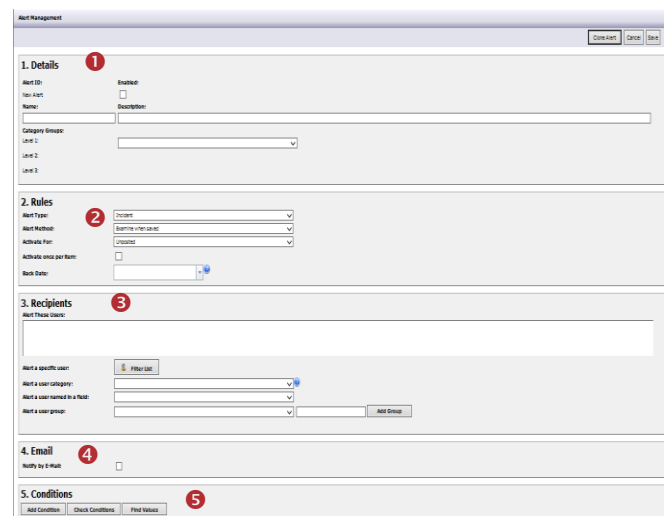 Alert Management
Clone Alert Cancel Save
1. Details 1
Alert ID: Enabled:
New Alert
Name: Description:
Category Groups:
Level 1:
Level 2:
Level 3:
2. Rules 2
Alert Type: Incident
Alert Method: Examine when saved
Activate For: Unposted
Activate once per Item:
Back Date:
3. Recipients 3
Alert These Users:
Alert a specific user: Filter List
Alert a user category:
Alert a user named in a field:
Alert a user group: Add Group
4. Email 4
Notify by E-Mail:
5. Conditions 5
Add Condition Check Conditions Find Values